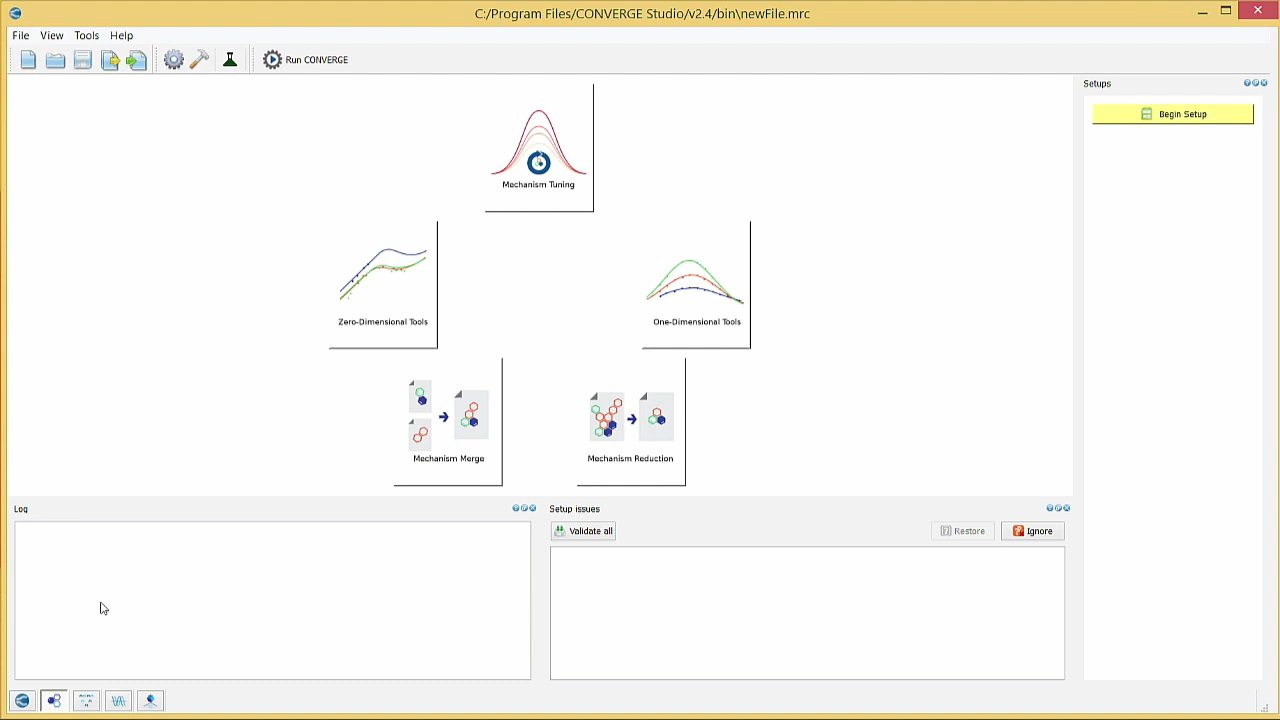 C:/Program Files/CONVERGE Studio/v2.4/bin\newFile.mrc
File View Tools Help
Run CONVERGE
Setups
Begin Setup
Mechanism Tuning
Zero-Dimensional Tools
One-Dimensional Tools
Mechanism Merge
Mechanism Reduction
Log
Setup issues
Validate all
Restore
Ignore